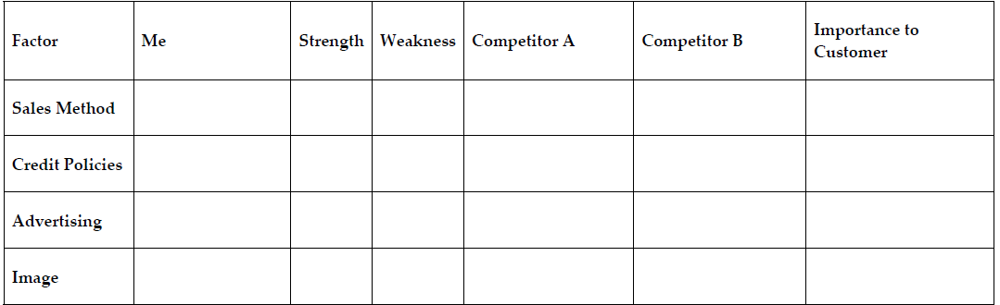 Factor
Me
Strength
Weakness
Competitor A
Competitor B
Importance to
Customer
Sales Method
Credit Policies
Advertising
Image